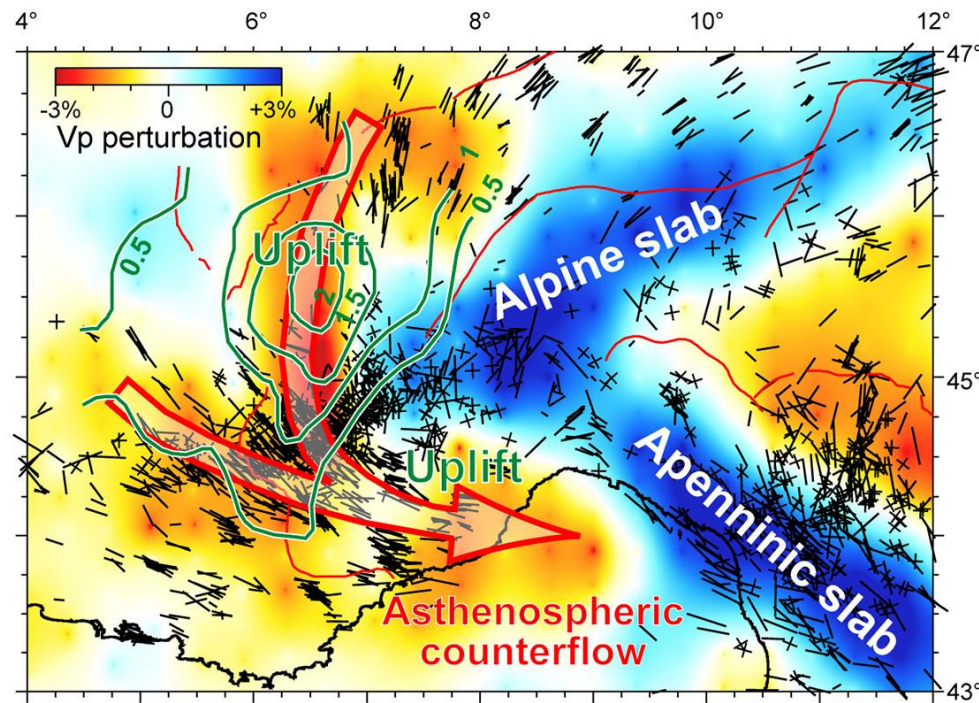 4°
6°
8°
10°
12°
47°
-3%
0
+3%
Vp perturbation
1
0.5
0.5
Uplift
2
1.5
Alpine slab
45°
Apenninic slab
Uplift
Asthenospheric
counterflow
43°